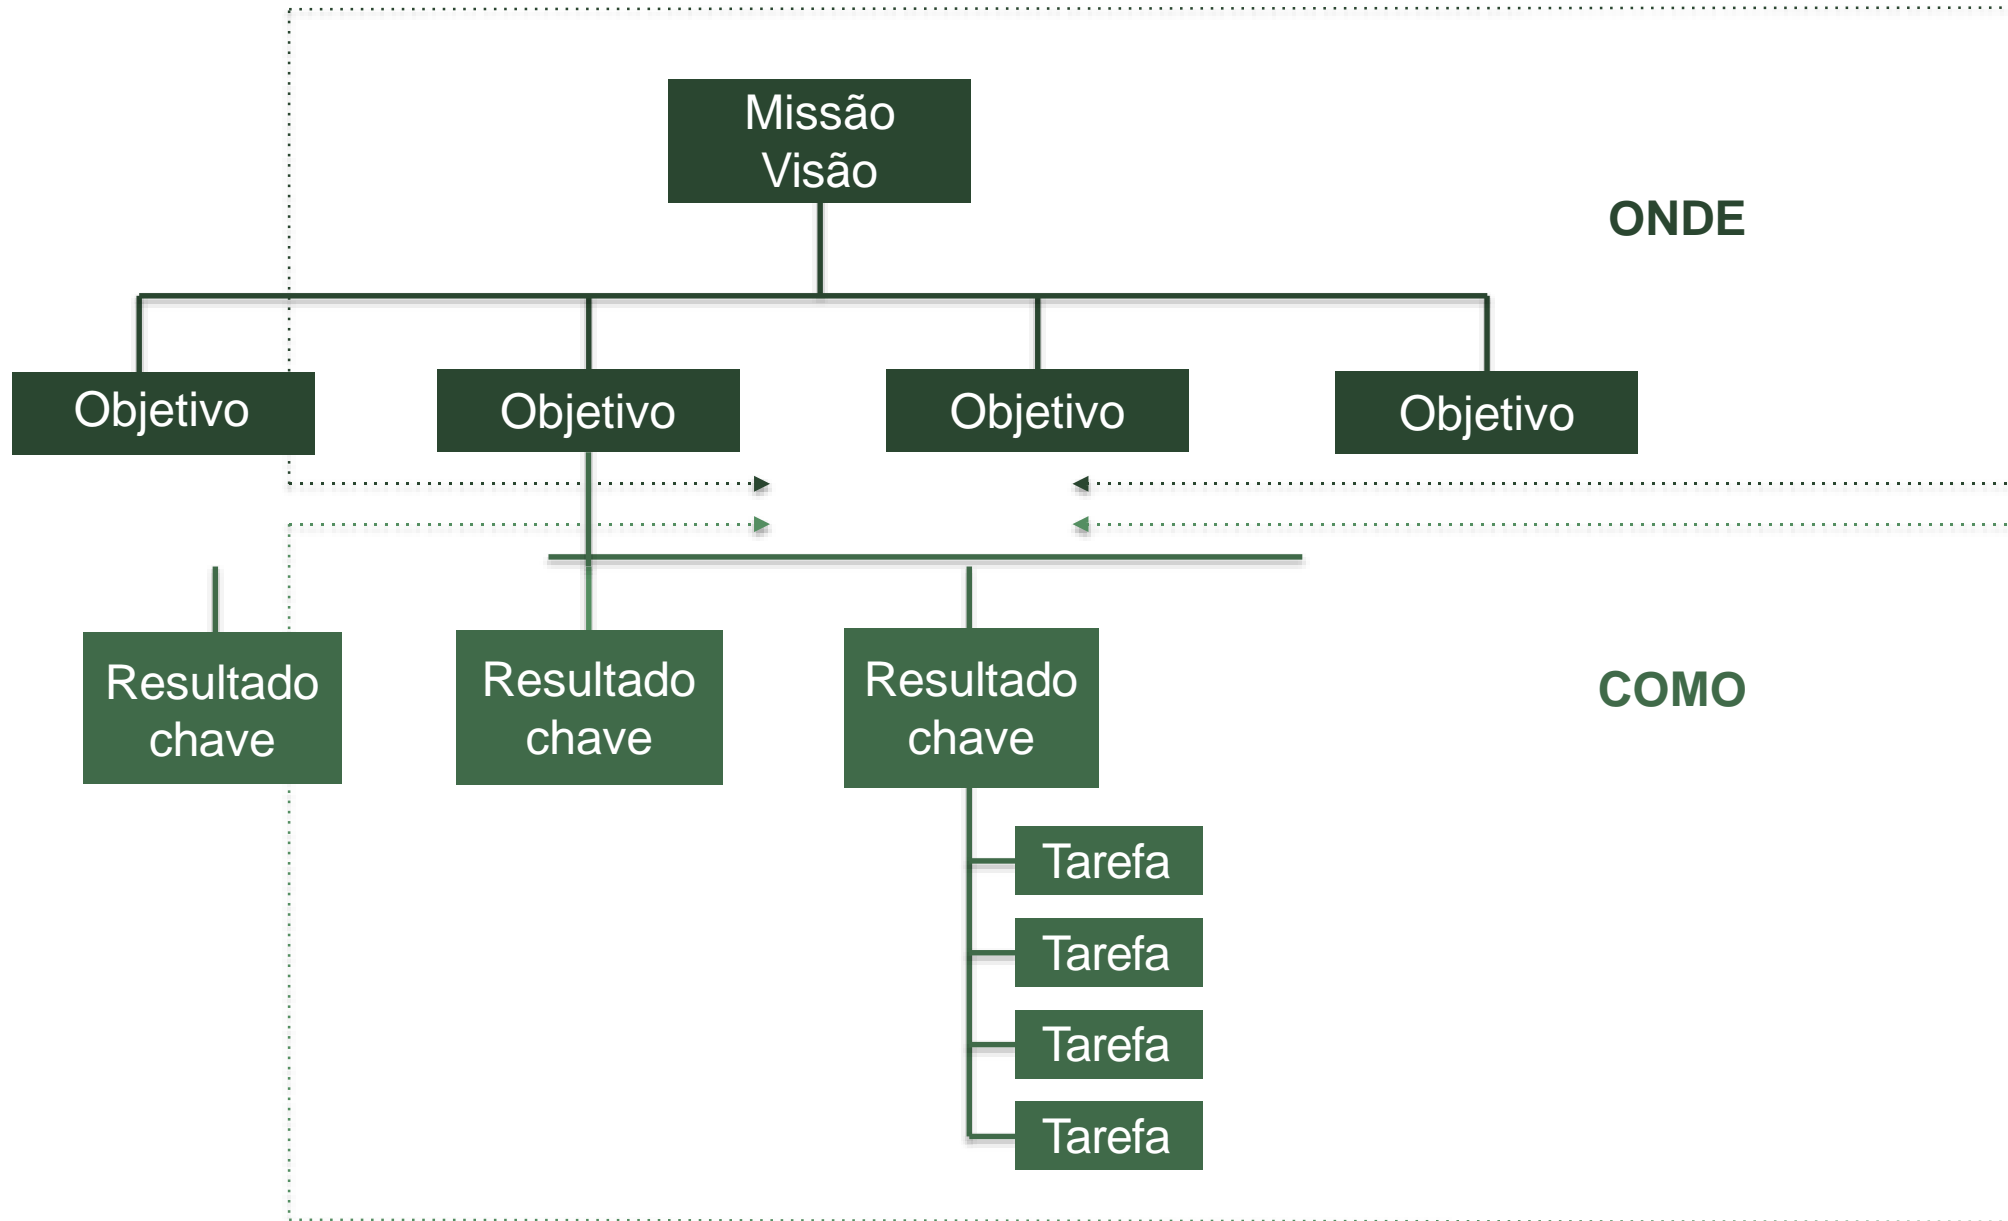 Missão
Visão
ONDE
Objetivo
Objetivo
Objetivo
Objetivo
Resultado
chave
Resultado
chave
Resultado
chave
COMO
Tarefa
Tarefa
Tarefa
Tarefa